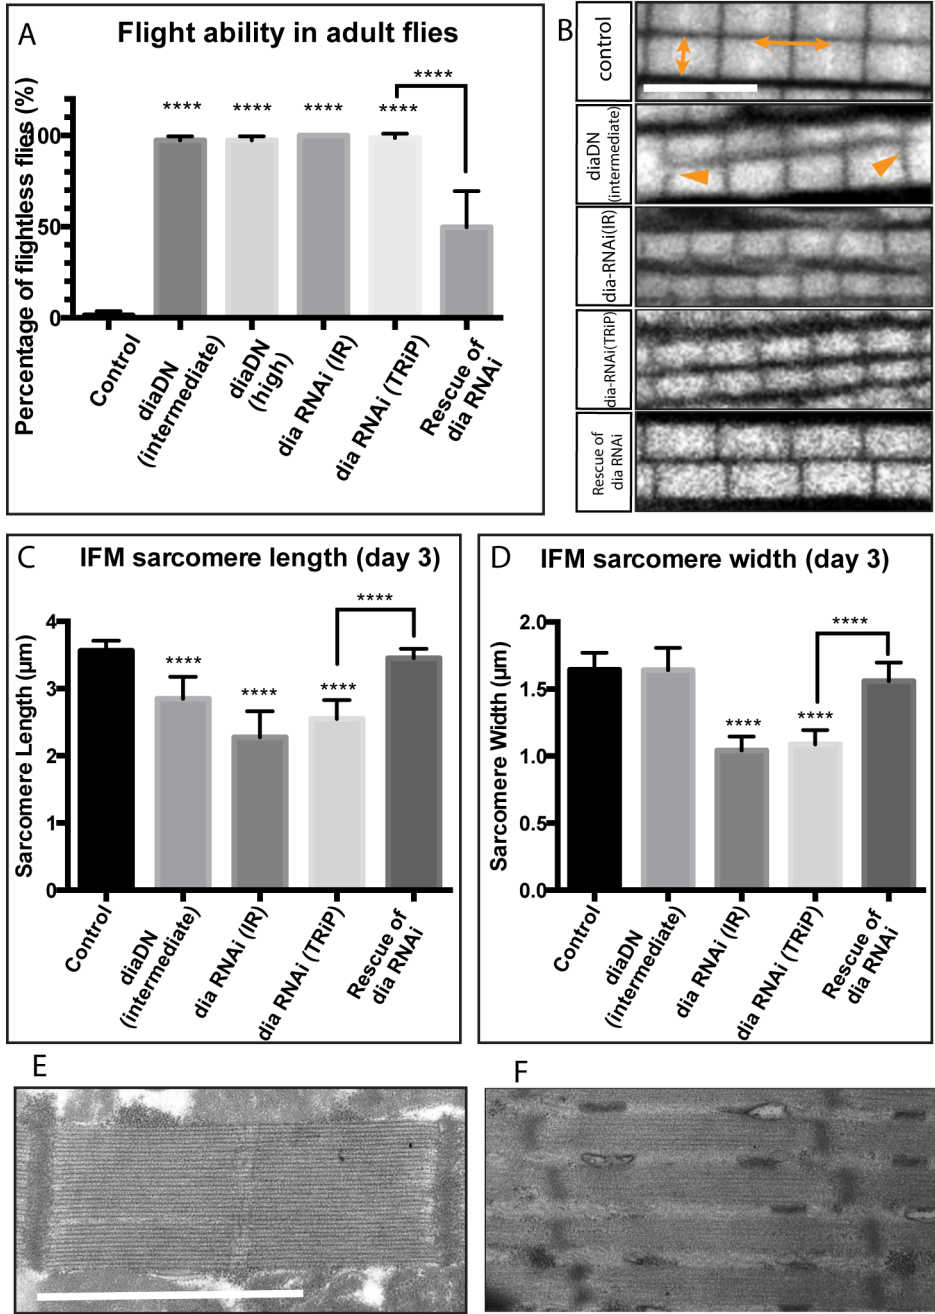 A
Flight ability in adult flies
Percentage of flightless flies (%)
00
50
0
****
****
****
****
****
Control
diaDN
(intermediate)
diaDN
(high)
dia RNAi (IR)
dia RNAi (TRiP)
Rescue of
dia RNAi
B
control
diaDN
(intermediate)
dia-RNAi(IR)
dia-RNAi(TRiP)
Rescue of
dia RNAi
C
IFM sarcomere length (day 3)
Sarcomere Length (µm)
4
3
2
1
0
****
****
****
****
Control
diaDN
(intermediate)
dia RNAi (IR)
dia RNAi (TRiP)
Rescue of
dia RNAi
D
IFM sarcomere width (day 3)
Sarcomere Width (µm)
2.0
1.5
1.0
0.5
0.0
****
****
****
Control
diaDN
(intermediate)
dia RNAi (IR)
dia RNAi (TRiP)
Rescue of
dia RNAi
E
F